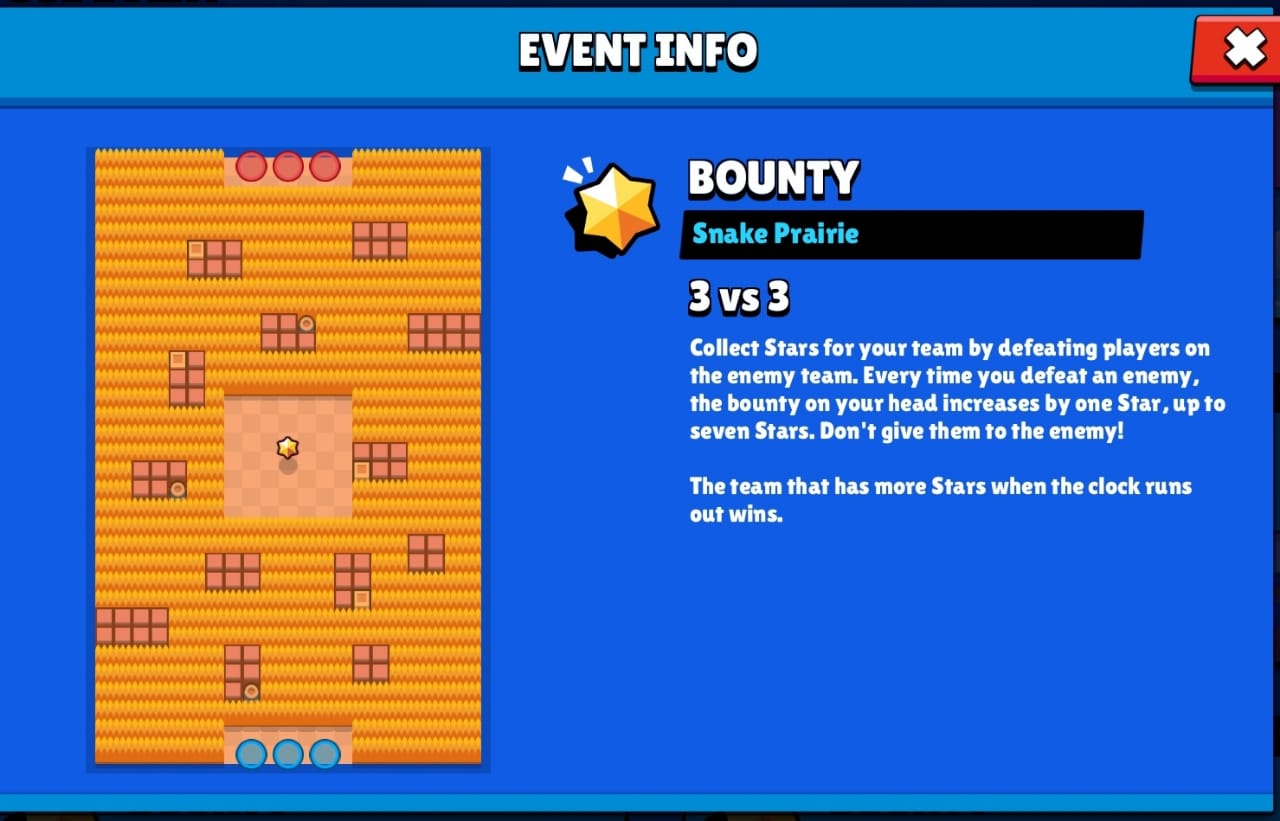 EVENT INFO
BOUNTY
Snake Prairie
3 vs 3
Collect Stars for your team by defeating players on
the enemy team. Every time you defeat an enemy,
the bounty on your head increases by one Star, up to
seven Stars. Don't give them to the enemy!
The team that has more Stars when the clock runs
out wins.